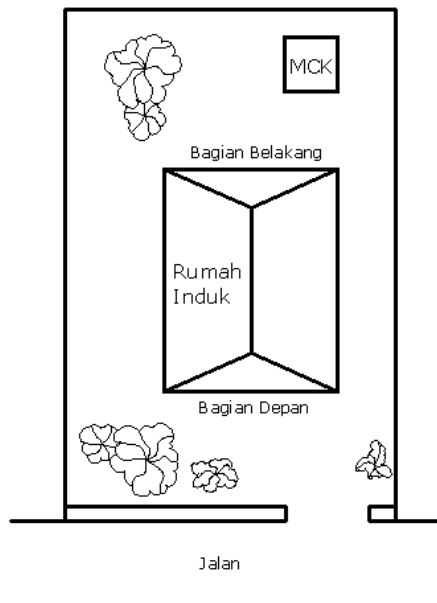 MCK
Bagian Belakang
Rumah
Induk
Bagian Depan
Jalan